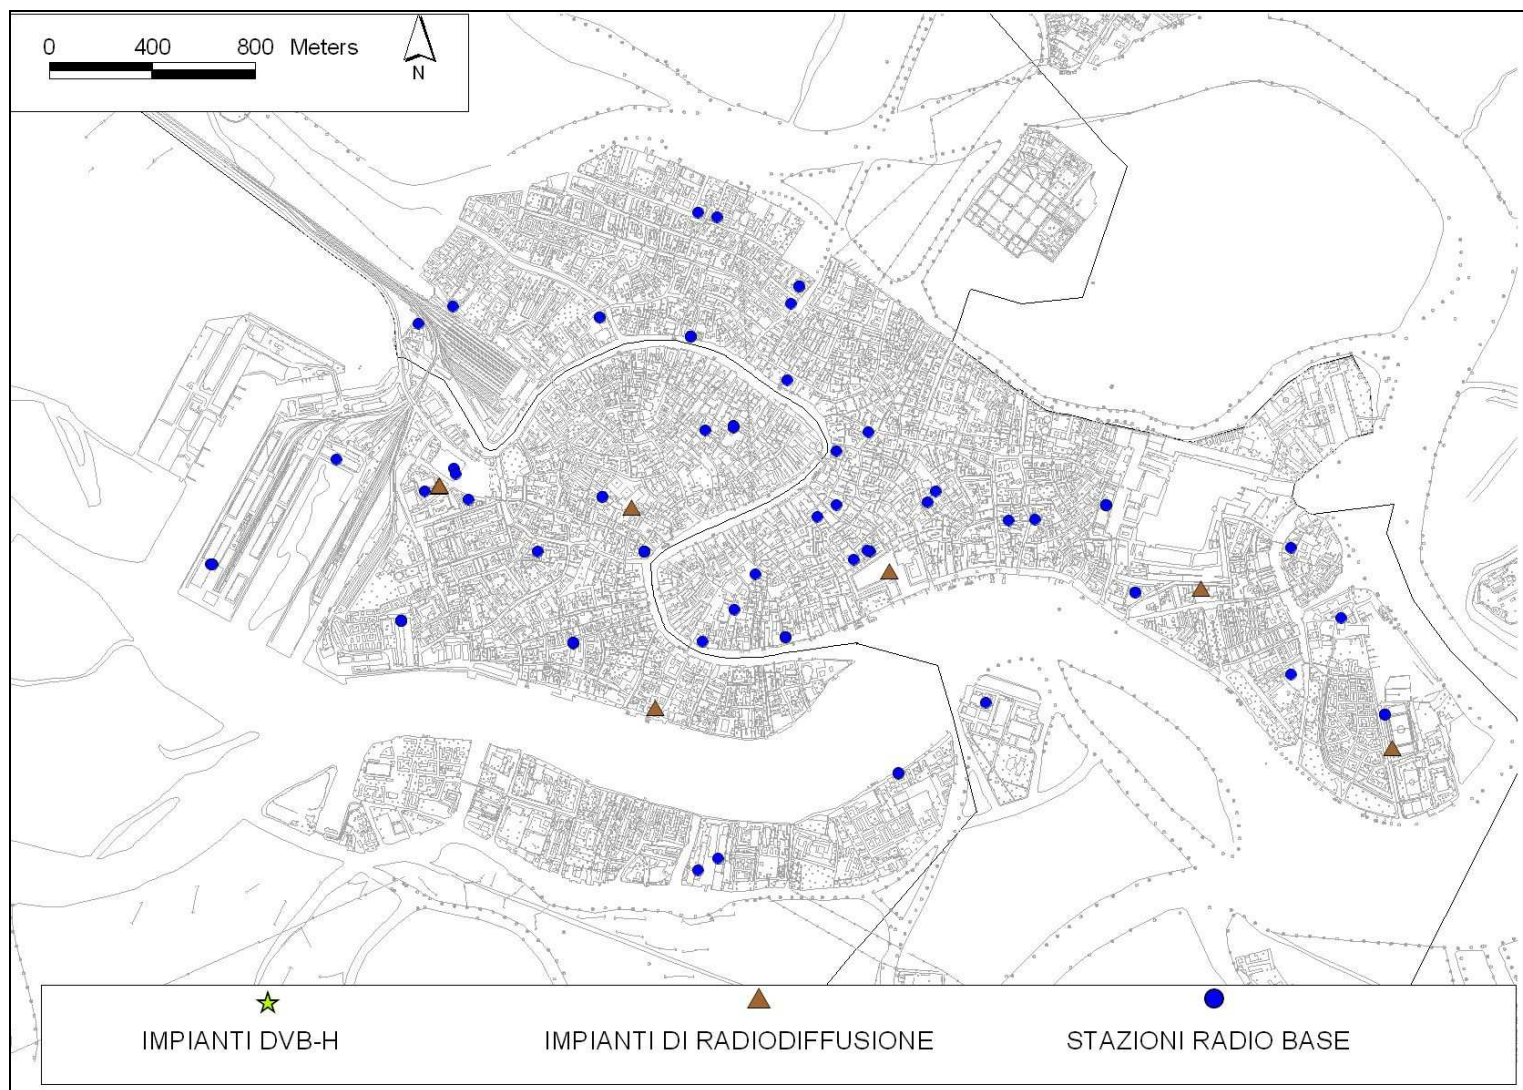 0 400 800 Meters
N
IMPIANTI DVB-H IMPIANTI DI RADIODIFFUSIONE STAZIONI RADIO BASE